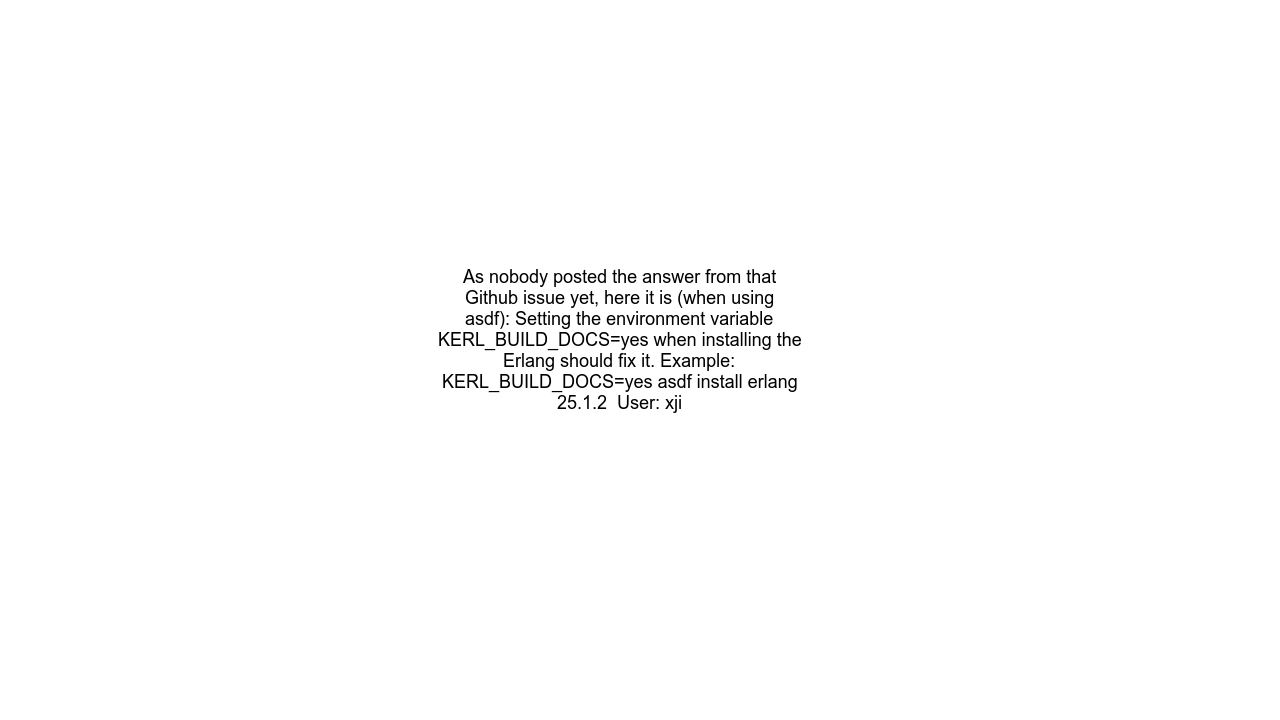 As nobody posted the answer from that
Github issue yet, here it is (when using
asdf): Setting the environment variable
KERL_BUILD_DOCS=yes when installing the
Erlang should fix it. Example:
KERL_BUILD_DOCS=yes asdf install erlang
25.1.2  User: xji